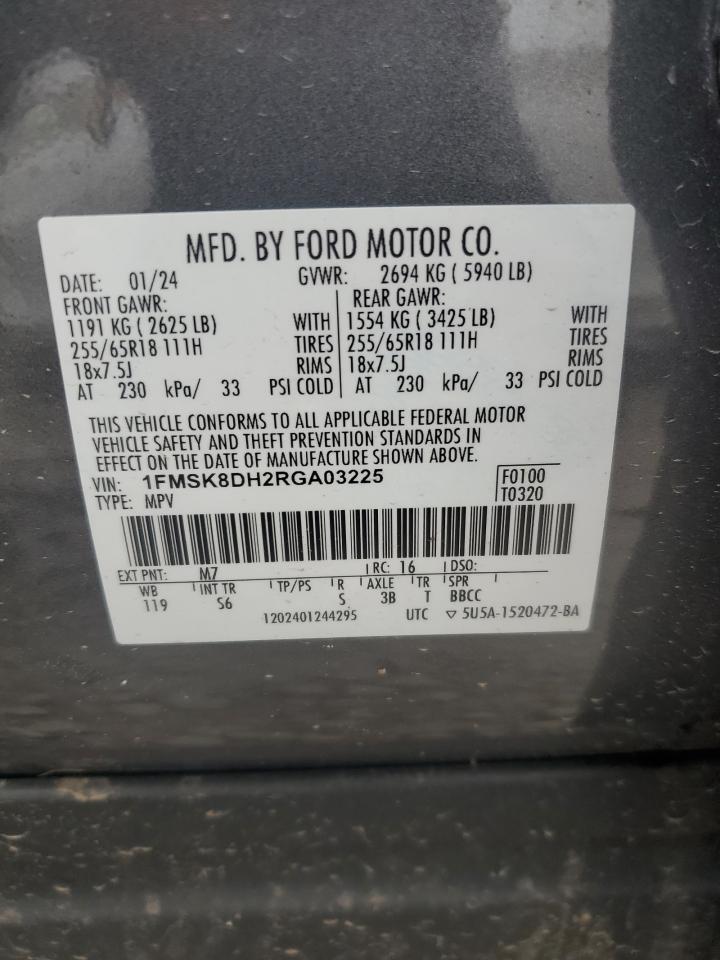 MFD. BY FORD MOTOR CO.
DATE: 01/24 GVWR: 2694 KG ( 5940 LB)
FRONT GAWR: REAR GAWR:
1191 KG ( 2625 LB) WITH 1554 KG ( 3425 LB) WITH
255/65R18 111H TIRES 255/65R18 111H TIRES
18x7.5J RIMS 18x7.5J RIMS
AT 230 kPa/ 33 PSI COLD AT 230 kPa/ 33 PSI COLD
THIS VEHICLE CONFORMS TO ALL APPLICABLE FEDERAL MOTOR
VEHICLE SAFETY AND THEFT PREVENTION STANDARDS IN
EFFECT ON THE DATE OF MANUFACTURE SHOWN ABOVE.
VIN: 1FMSK8DH2RGA03225 F0100
TYPE: MPV T0320
EXT PNT: M7 RC: 16 DSO:
WB INT TR TP/PS R AXLE TR SPR
119 S6 S 3B T BBCC
1202401244295 UTC ▽ 5U5A-1520472-BA